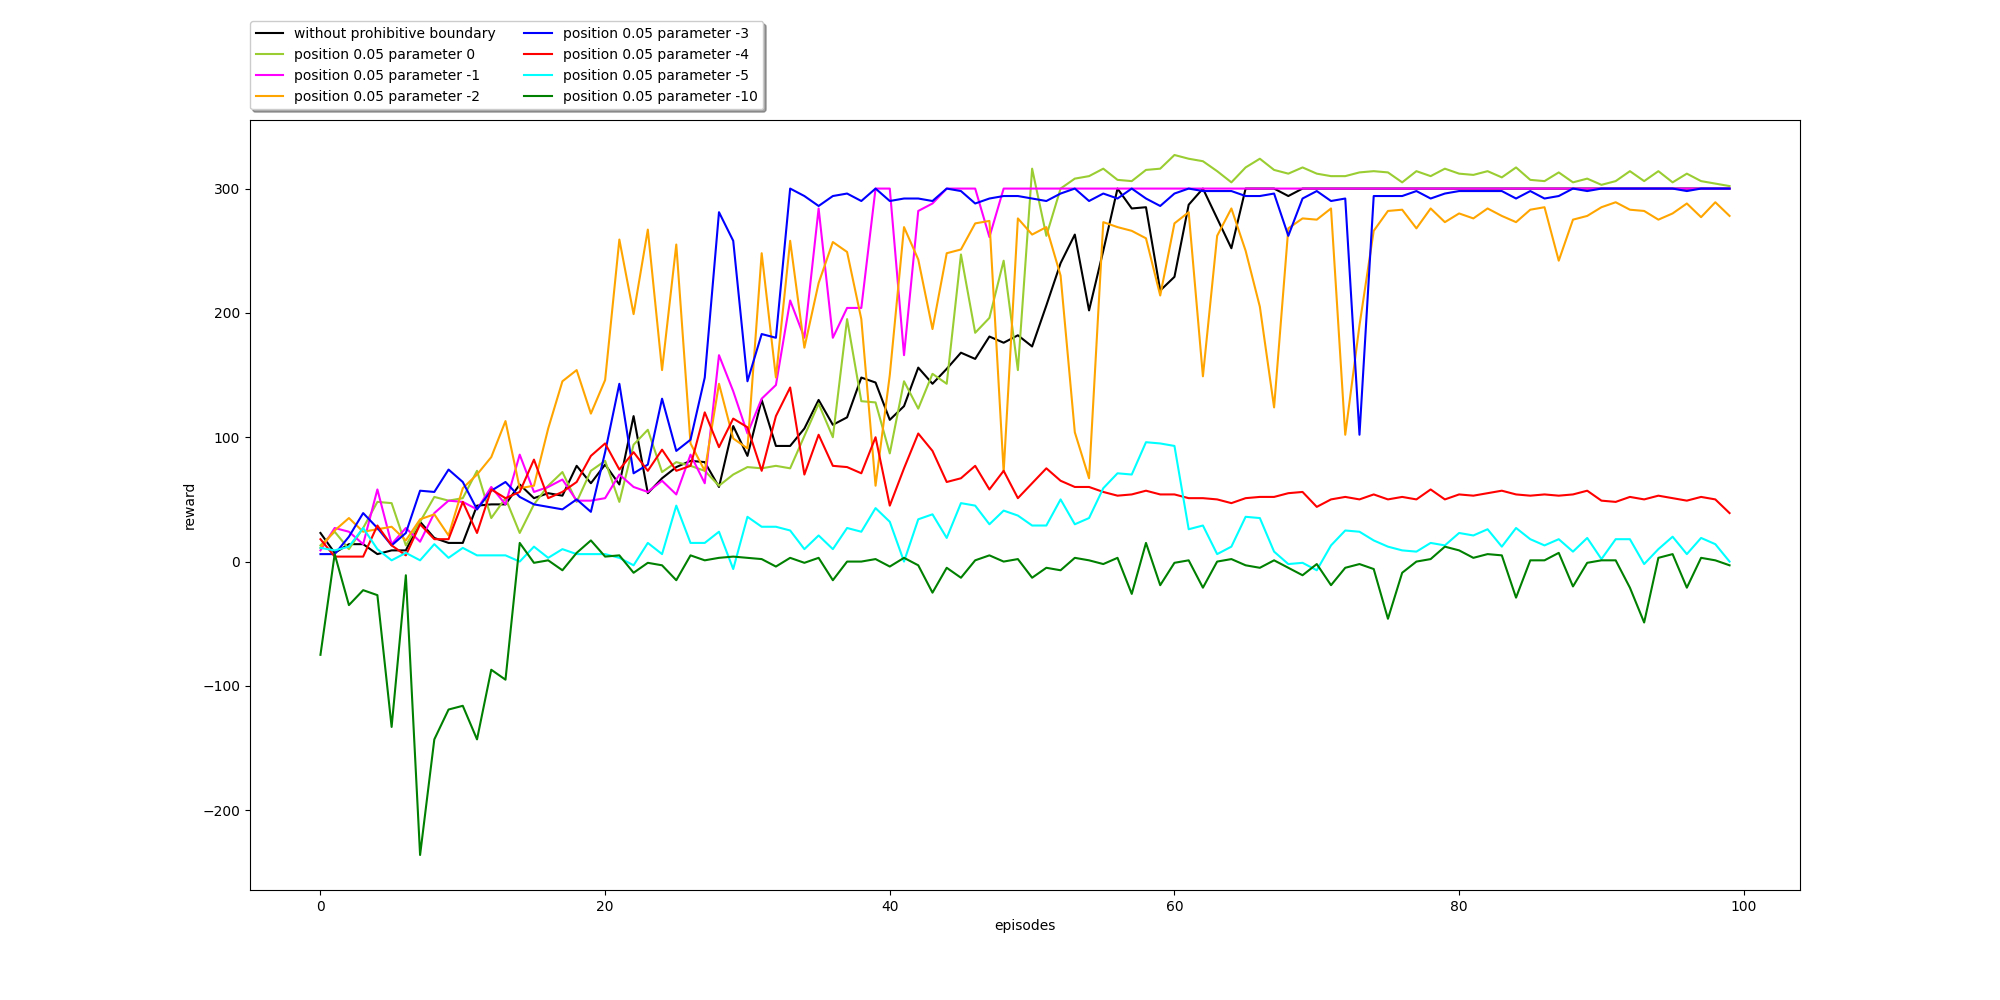 without prohibitive boundary
position 0.05 parameter 0
position 0.05 parameter -1
position 0.05 parameter -2
position 0.05 parameter -3
position 0.05 parameter -4
position 0.05 parameter -5
position 0.05 parameter -10
300
200
100
0
−100
−200
reward
0 20 40 60 80 100
episodes